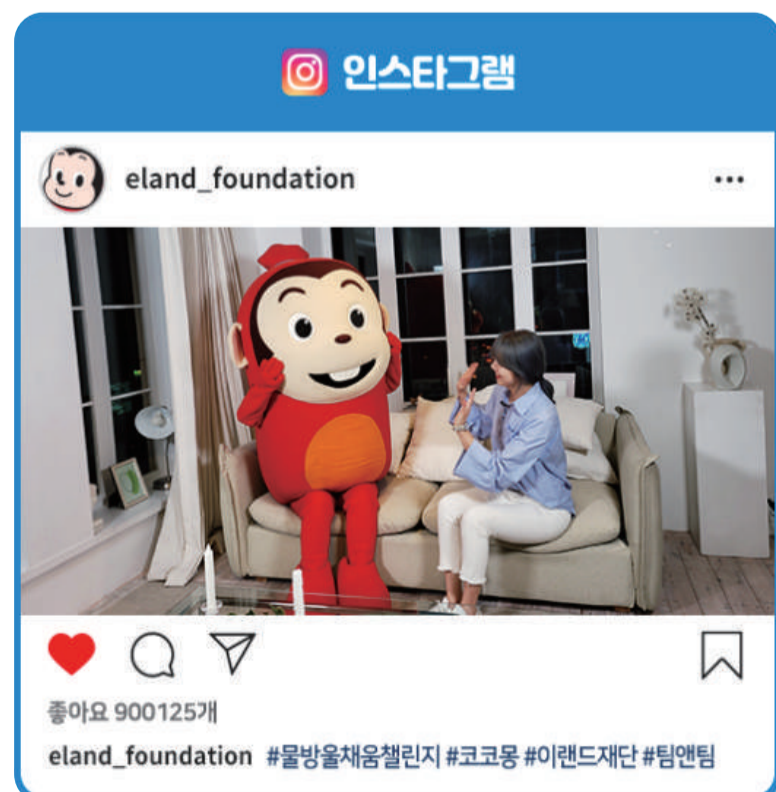 인스타그램
eland_foundation
좋아요 900125개
eland_foundation #물방울채움챌린지 #코코몽 #이랜드재단 #팀앤팀